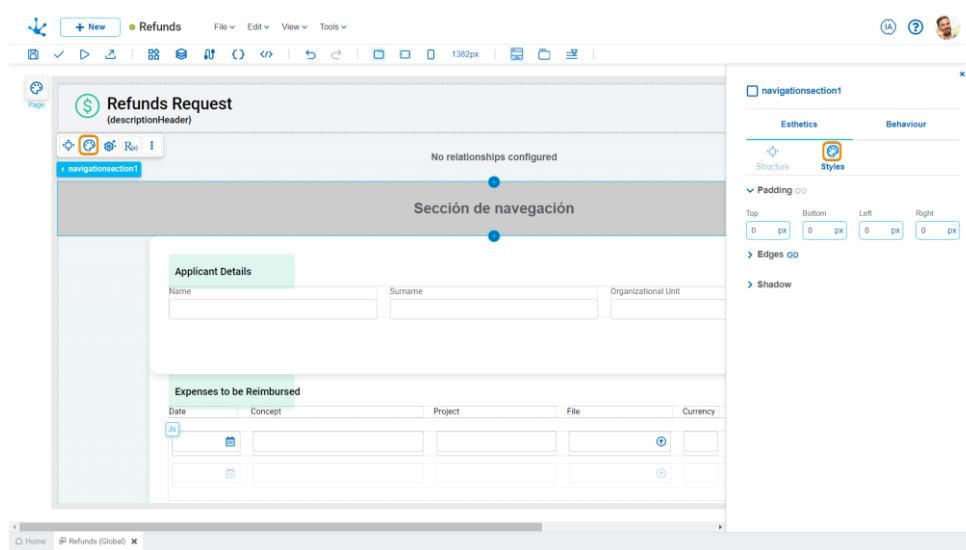 + New
Refunds
File
Edit
View
Tools
IA
?
1382px
Page
$
Refunds Request
{descriptionHeader}
R(x)
No relationships configured
navigationsection1
Sección de navegación
Applicant Details
Name
Surname
Organizational Unit
Expenses to be Reimbursed
Date
Concept
Project
File
Currency
Js
navigationsection1
Esthetics
Behaviour
Structure
Styles
Padding
Top
Bottom
Left
Right
0 px
0 px
0 px
0 px
Edges
Shadow
Home
Refunds (Global)